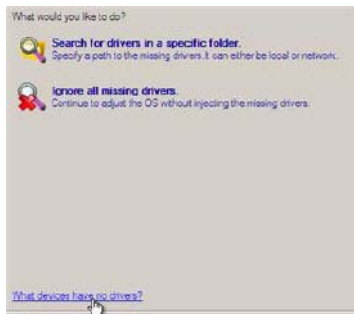 What would you like to do?
Search for drivers in a specific folder.
Specify a path to the missing drivers. It can either be local or network.
Ignore all missing drivers.
Continue to adjust the OS without injecting the missing drivers.
What devices have no drivers?